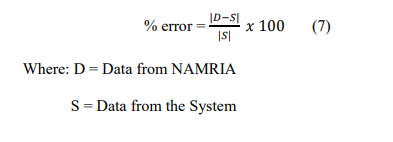 % error = |D−S| / |S| x 100 (7)
Where: D = Data from NAMRIA
S = Data from the System